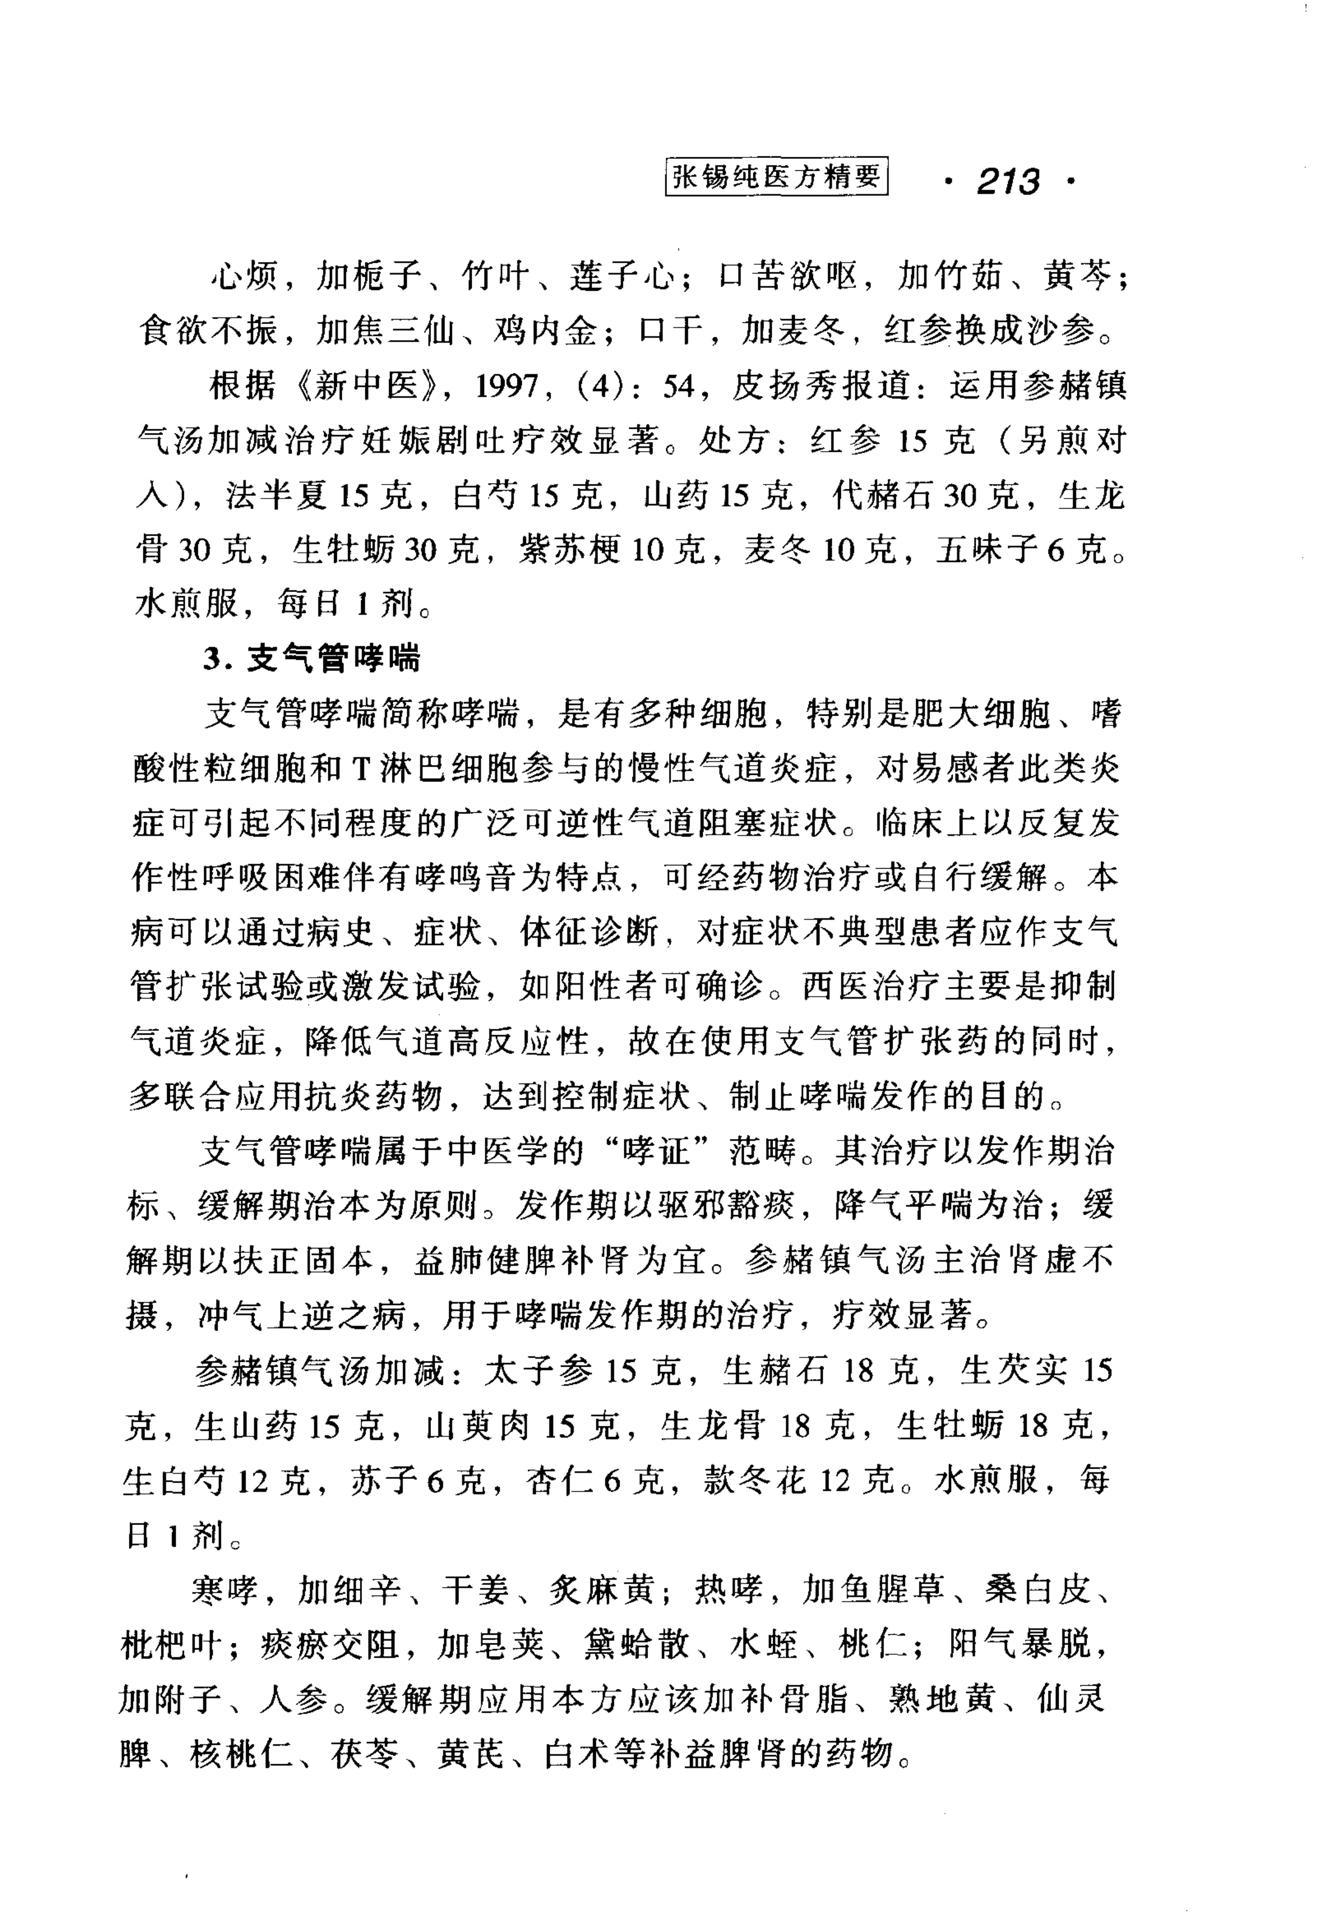 张锡纯医方精要 · 213 ·
心烦，加栀子、竹叶、莲子心；口苦欲呕，加竹茹、黄芩；
食欲不振，加焦三仙、鸡内金；口干，加麦冬，红参换成沙参。
根据《新中医》，1997，(4)：54，皮扬秀报道：运用参赭镇
气汤加减治疗妊娠剧吐疗效显著。处方：红参 15 克（另煎对
入），法半夏 15 克，白芍 15 克，山药 15 克，代赭石 30 克，生龙
骨 30 克，生牡蛎 30 克，紫苏梗 10 克，麦冬 10 克，五味子 6 克。
水煎服，每日 1 剂。
3. 支气管哮喘
支气管哮喘简称哮喘，是有多种细胞，特别是肥大细胞、嗜
酸性粒细胞和 T 淋巴细胞参与的慢性气道炎症，对易感者此类炎
症可引起不同程度的广泛可逆性气道阻塞症状。临床上以反复发
作性呼吸困难伴有哮鸣音为特点，可经药物治疗或自行缓解。本
病可以通过病史、症状、体征诊断，对症状不典型患者应作支气
管扩张试验或激发试验，如阳性者可确诊。西医治疗主要是抑制
气道炎症，降低气道高反应性，故在使用支气管扩张药的同时，
多联合应用抗炎药物，达到控制症状、制止哮喘发作的目的。
支气管哮喘属于中医学的“哮证”范畴。其治疗以发作期治
标、缓解期治本为原则。发作期以驱邪豁痰，降气平喘为治；缓
解期以扶正固本，益肺健脾补肾为宜。参赭镇气汤主治肾虚不
摄，冲气上逆之病，用于哮喘发作期的治疗，疗效显著。
参赭镇气汤加减：太子参 15 克，生赭石 18 克，生芡实 15
克，生山药 15 克，山萸肉 15 克，生龙骨 18 克，生牡蛎 18 克，
生白芍 12 克，苏子 6 克，杏仁 6 克，款冬花 12 克。水煎服，每
日 1 剂。
寒哮，加细辛、干姜、炙麻黄；热哮，加鱼腥草、桑白皮、
枇杷叶；痰瘀交阻，加皂荚、黛蛤散、水蛭、桃仁；阳气暴脱，
加附子、人参。缓解期应用本方应该加补骨脂、熟地黄、仙灵
脾、核桃仁、茯苓、黄芪、白术等补益脾肾的药物。